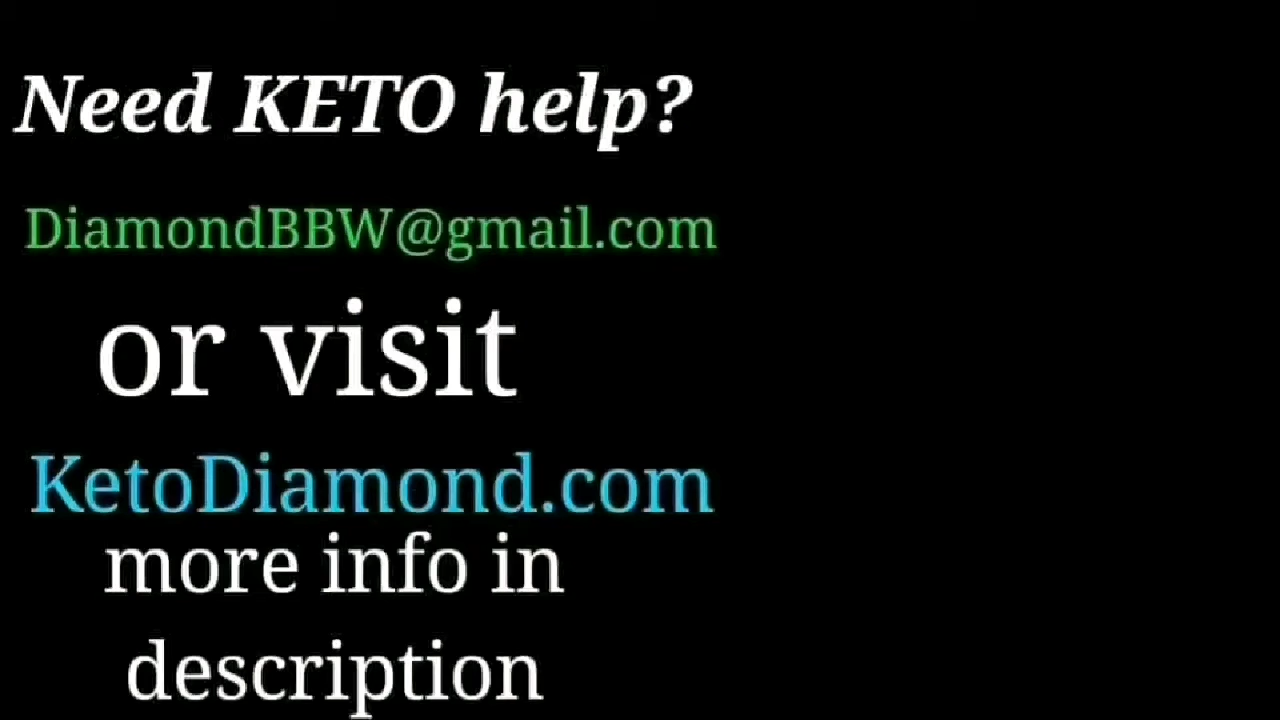 Need KETO help?
DiamondBBW@gmail.com
or visit
KetoDiamond.com
more info in
description